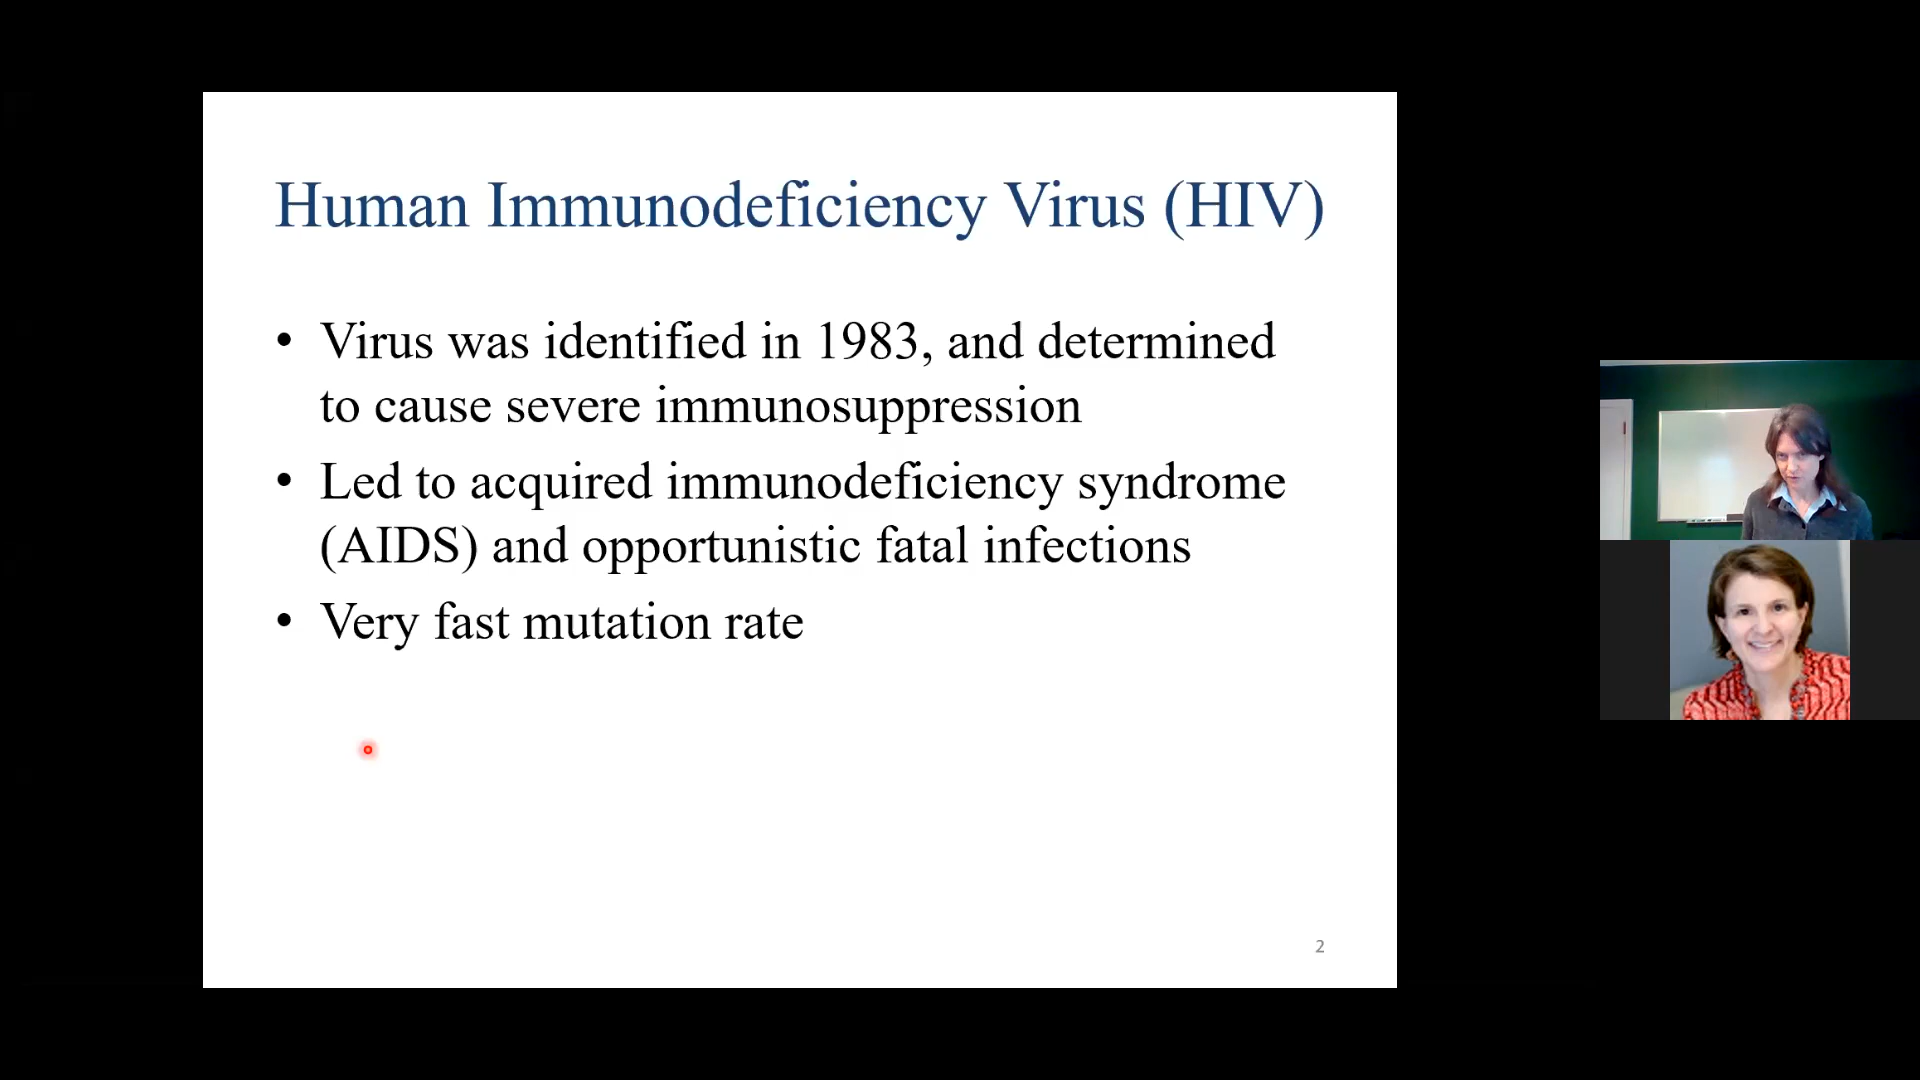 Human Immunodeficiency Virus (HIV)
• Virus was identified in 1983, and determined
to cause severe immunosuppression
• Led to acquired immunodeficiency syndrome
(AIDS) and opportunistic fatal infections
• Very fast mutation rate
2